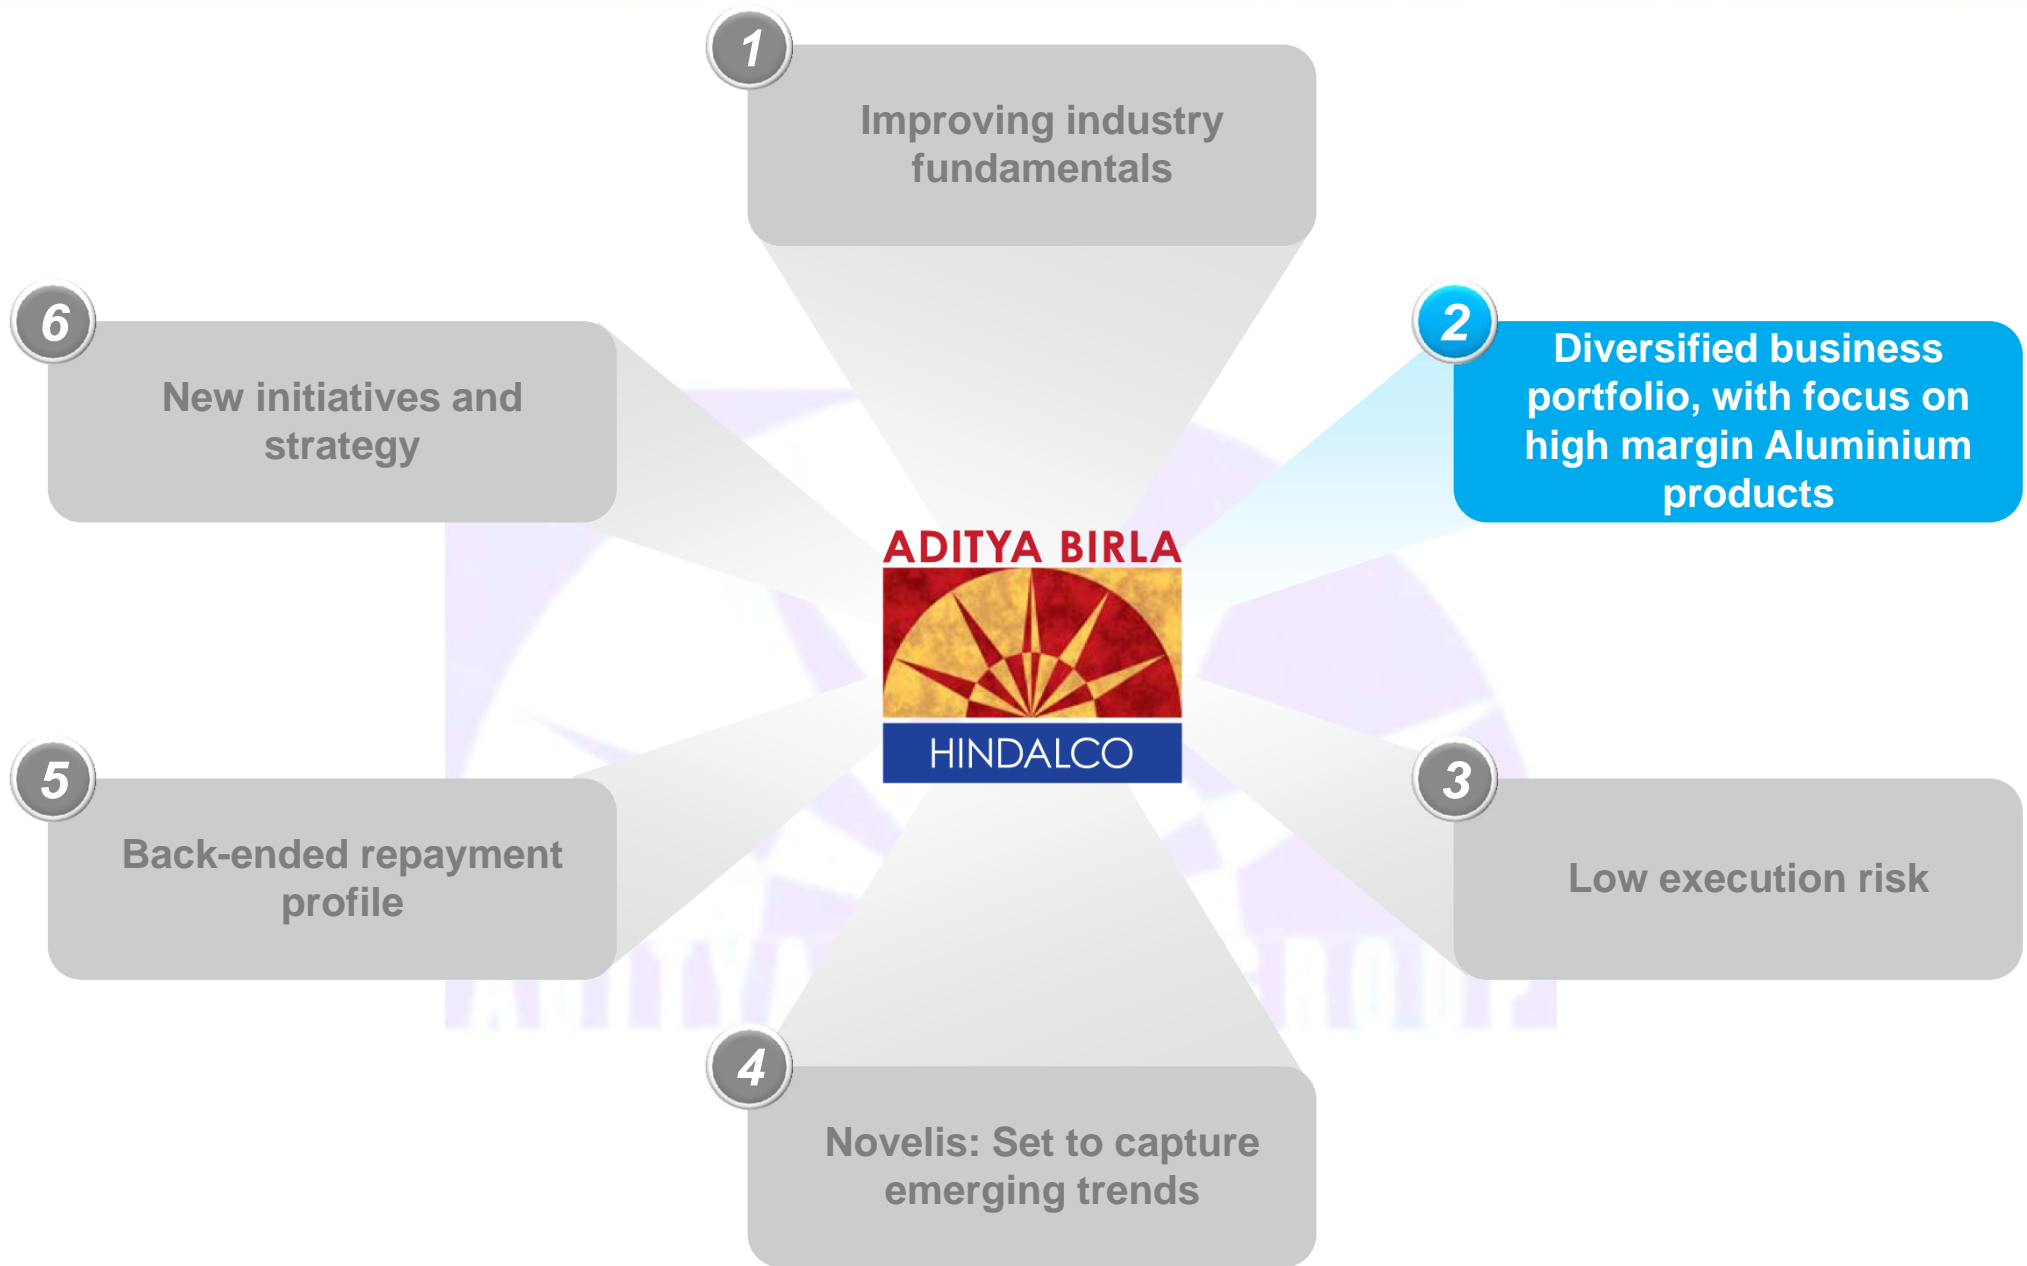 1
Improving industry
fundamentals
2
Diversified business
portfolio, with focus on
high margin Aluminium
products
3
Low execution risk
4
Novelis: Set to capture
emerging trends
5
Back-ended repayment
profile
6
New initiatives and
strategy
ADITYA BIRLA
HINDALCO
ADITYA
GROUP